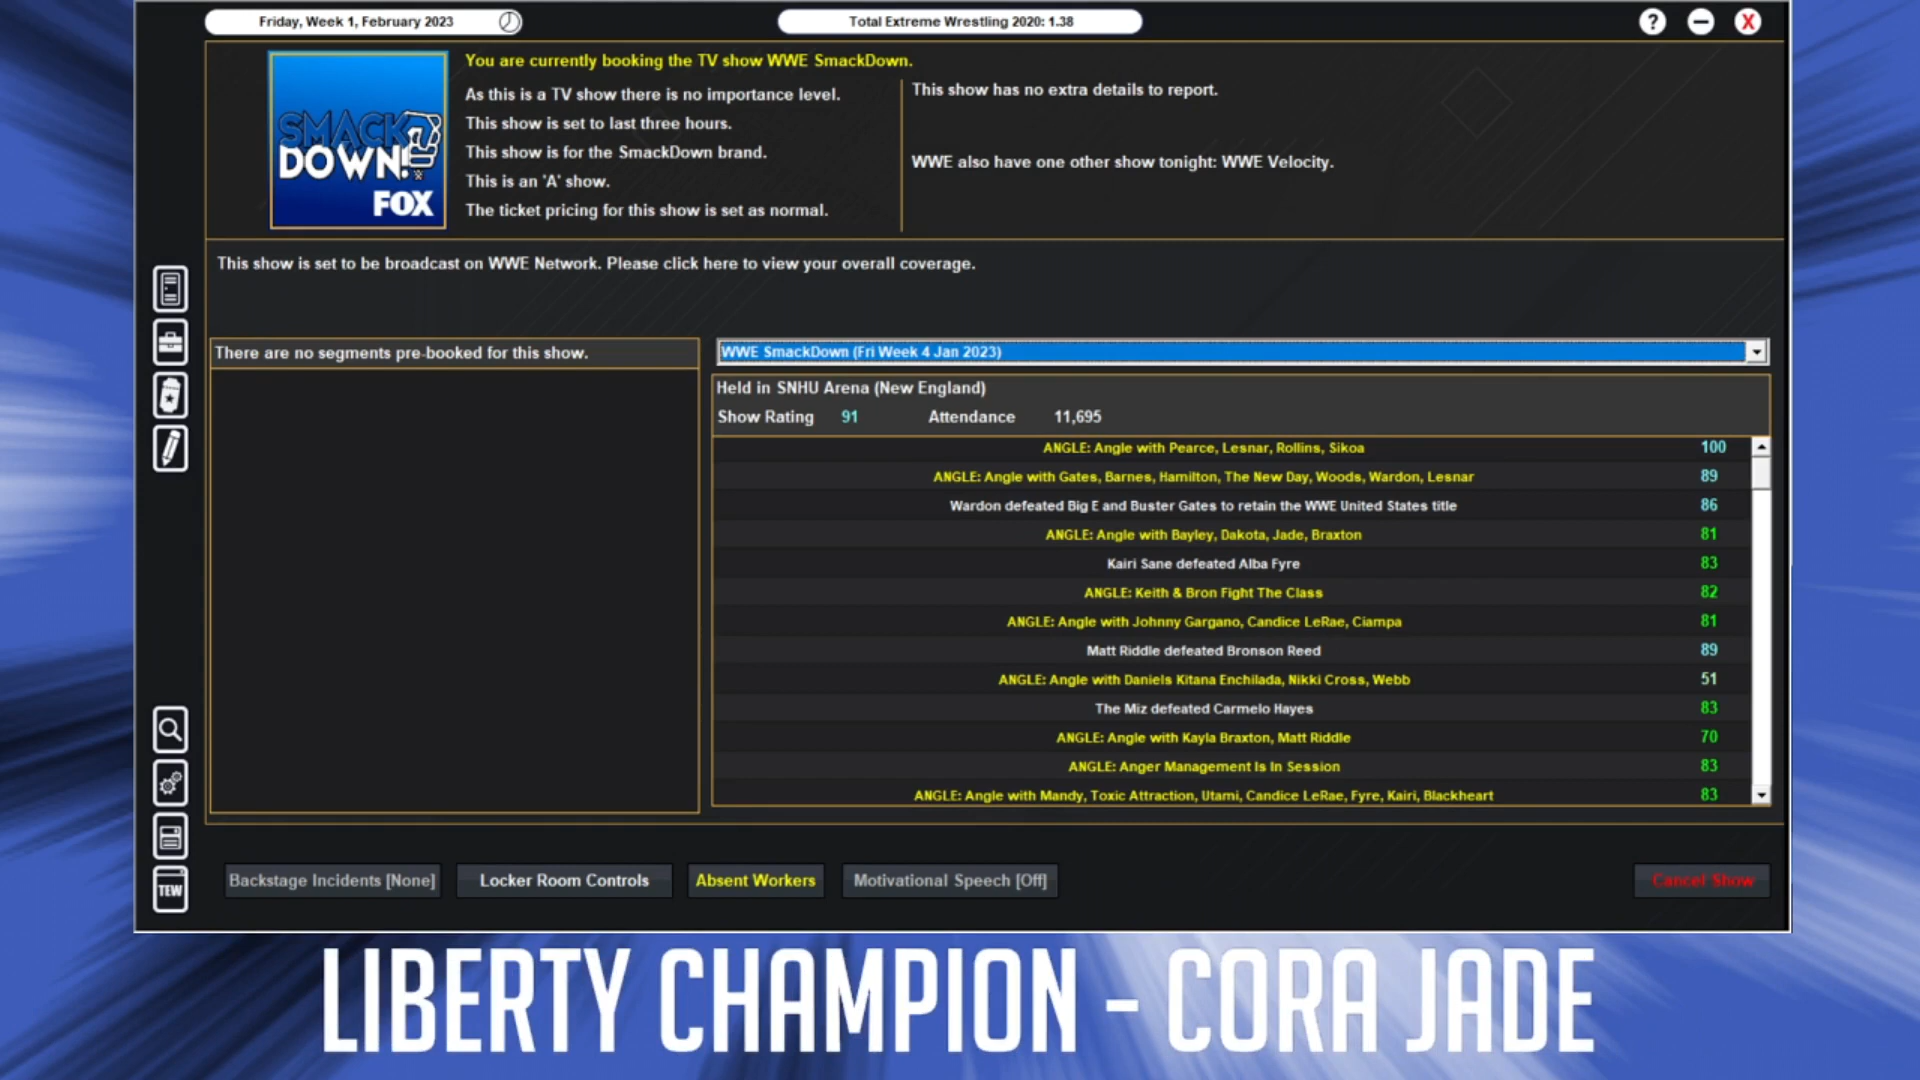 Friday, Week 1, February 2023
Total Extreme Wrestling 2020: 1.38
?
X
SMACK
DOWN!
FOX
You are currently booking the TV show WWE SmackDown.
As this is a TV show there is no importance level.
This show is set to last three hours.
This show is for the SmackDown brand.
This is an 'A' show.
The ticket pricing for this show is set as normal.
This show has no extra details to report.
WWE also have one other show tonight: WWE Velocity.
This show is set to be broadcast on WWE Network. Please click here to view your overall coverage.
There are no segments pre-booked for this show.
WWE SmackDown (Fri Week 4 Jan 2023)
Held in SNHU Arena (New England)
Show Rating 91 Attendance 11,695
ANGLE: Angle with Pearce, Lesnar, Rollins, Sikoa 100
ANGLE: Angle with Gates, Barnes, Hamilton, The New Day, Woods, Wardon, Lesnar 89
Wardon defeated Big E and Buster Gates to retain the WWE United States title 86
ANGLE: Angle with Bayley, Dakota, Jade, Braxton 81
Kairi Sane defeated Alba Fyre 83
ANGLE: Keith & Bron Fight The Class 82
ANGLE: Angle with Johnny Gargano, Candice LeRae, Ciampa 81
Matt Riddle defeated Bronson Reed 89
ANGLE: Angle with Daniels Kitana Enchilada, Nikki Cross, Webb 51
The Miz defeated Carmelo Hayes 83
ANGLE: Angle with Kayla Braxton, Matt Riddle 70
ANGLE: Anger Management Is In Session 83
ANGLE: Angle with Mandy, Toxic Attraction, Utami, Candice LeRae, Fyre, Kairi, Blackheart 83
TEW
Backstage Incidents [None]
Locker Room Controls
Absent Workers
Motivational Speech [Off]
Cancel Show
LIBERTY CHAMPION - CORA JADE